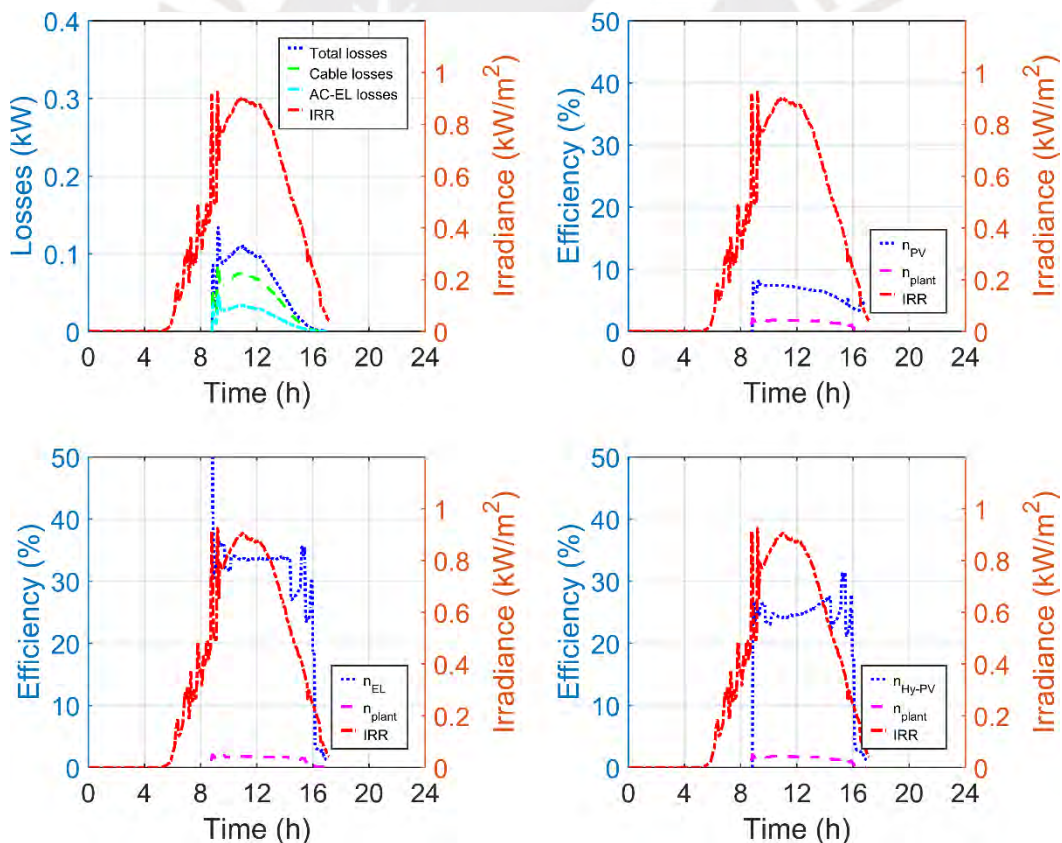 0.4
0.3
0.2
0.1
0
Losses (kW)
Total losses
Cable losses
AC-EL losses
IRR
1
0.8
0.6
0.4
0.2
0
Irradiance (kW/m²)
0 4 8 12 16 20 24
Time (h)
50
40
30
20
10
0
Efficiency (%)
n_PV
n_plant
IRR
1
0.8
0.6
0.4
0.2
0
Irradiance (kW/m²)
0 4 8 12 16 20 24
Time (h)
50
40
30
20
10
0
Efficiency (%)
n_EL
n_plant
IRR
1
0.8
0.6
0.4
0.2
0
Irradiance (kW/m²)
0 4 8 12 16 20 24
Time (h)
50
40
30
20
10
0
Efficiency (%)
n_Hy-PV
n_plant
IRR
1
0.8
0.6
0.4
0.2
0
Irradiance (kW/m²)
0 4 8 12 16 20 24
Time (h)